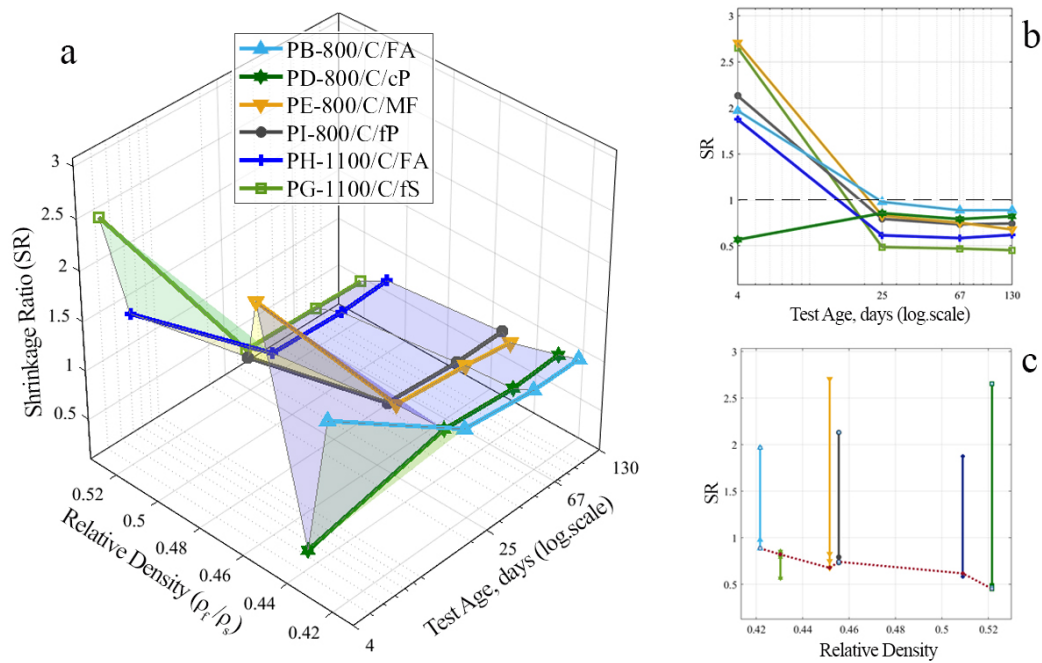 a
PB-800/C/FA
PD-800/C/cP
PE-800/C/MF
PI-800/C/fP
PH-1100/C/FA
PG-1100/C/fS
3
2.5
2
1.5
1
0.5
Shrinkage Ratio (SR)
0.52
0.5
0.48
0.46
0.44
0.42
Relative Density (ρf/ρs)
4
25
67
130
Test Age, days (log.scale)
b
3
2.5
2
1.5
1
0.5
SR
4
25
67
130
Test Age, days (log.scale)
c
3
2.5
2
1.5
1
0.5
SR
0.42
0.44
0.46
0.48
0.5
0.52
Relative Density